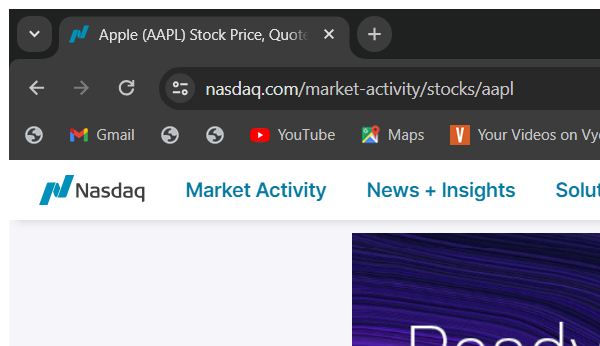 Apple (AAPL) Stock Price, Quote
nasdaq.com/market-activity/stocks/aapl
Gmail YouTube Maps Your Videos on Vy
Nasdaq Market Activity News + Insights Solut